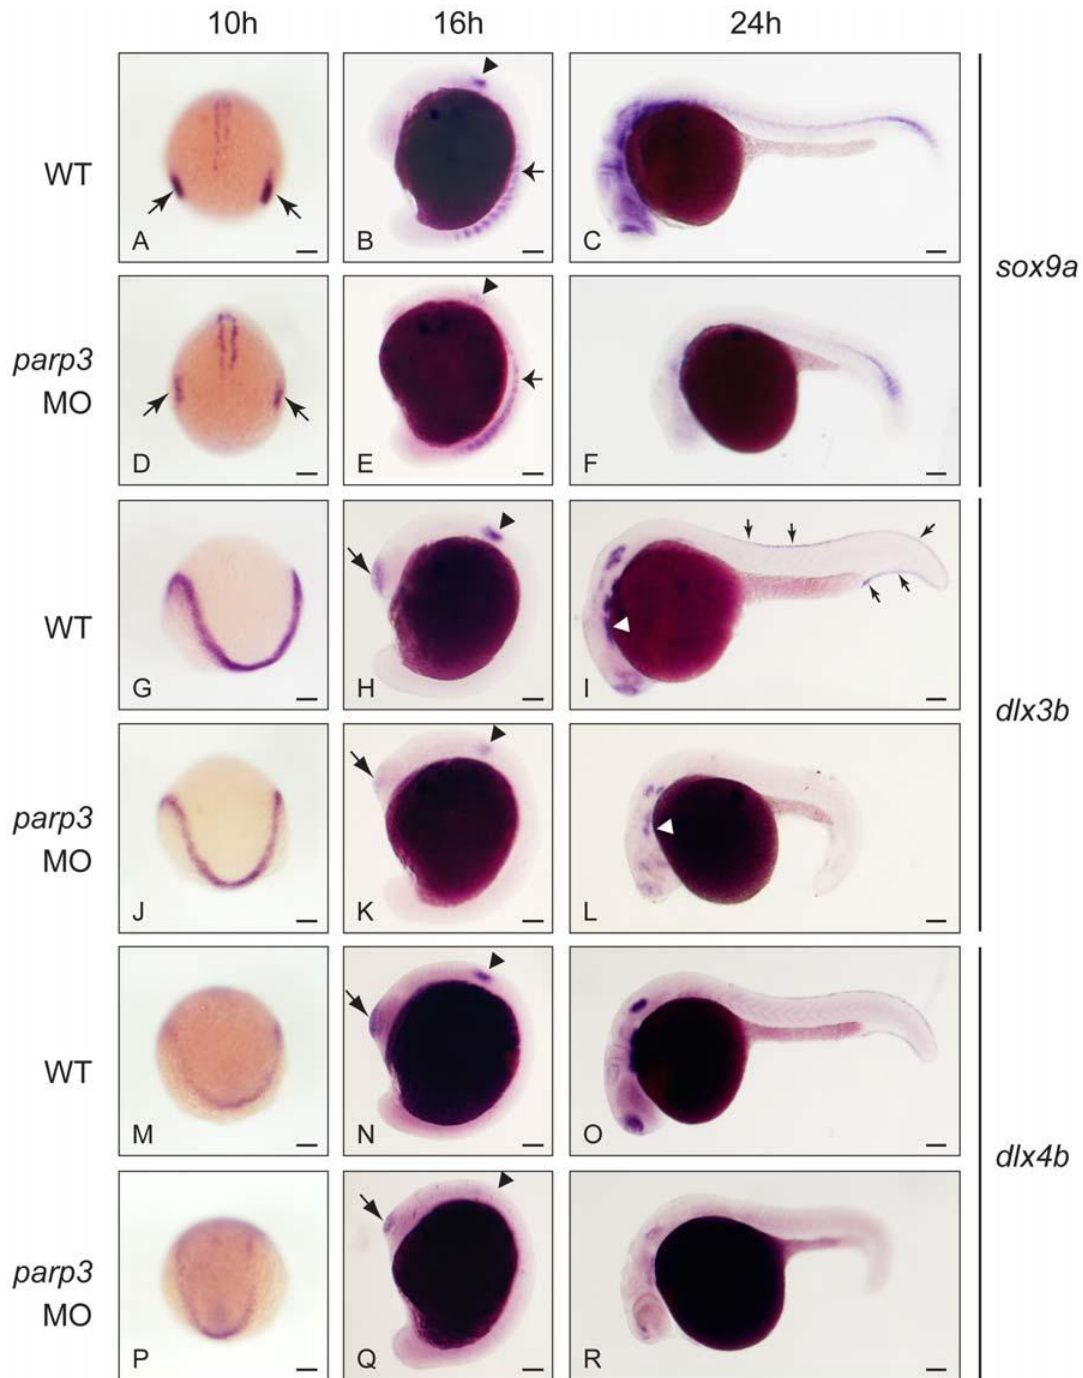 10h 16h 24h
WT
A B C
sox9a
parp3
MO
D E F
WT
G H I
dlx3b
parp3
MO
J K L
WT
M N O
dlx4b
parp3
MO
P Q R